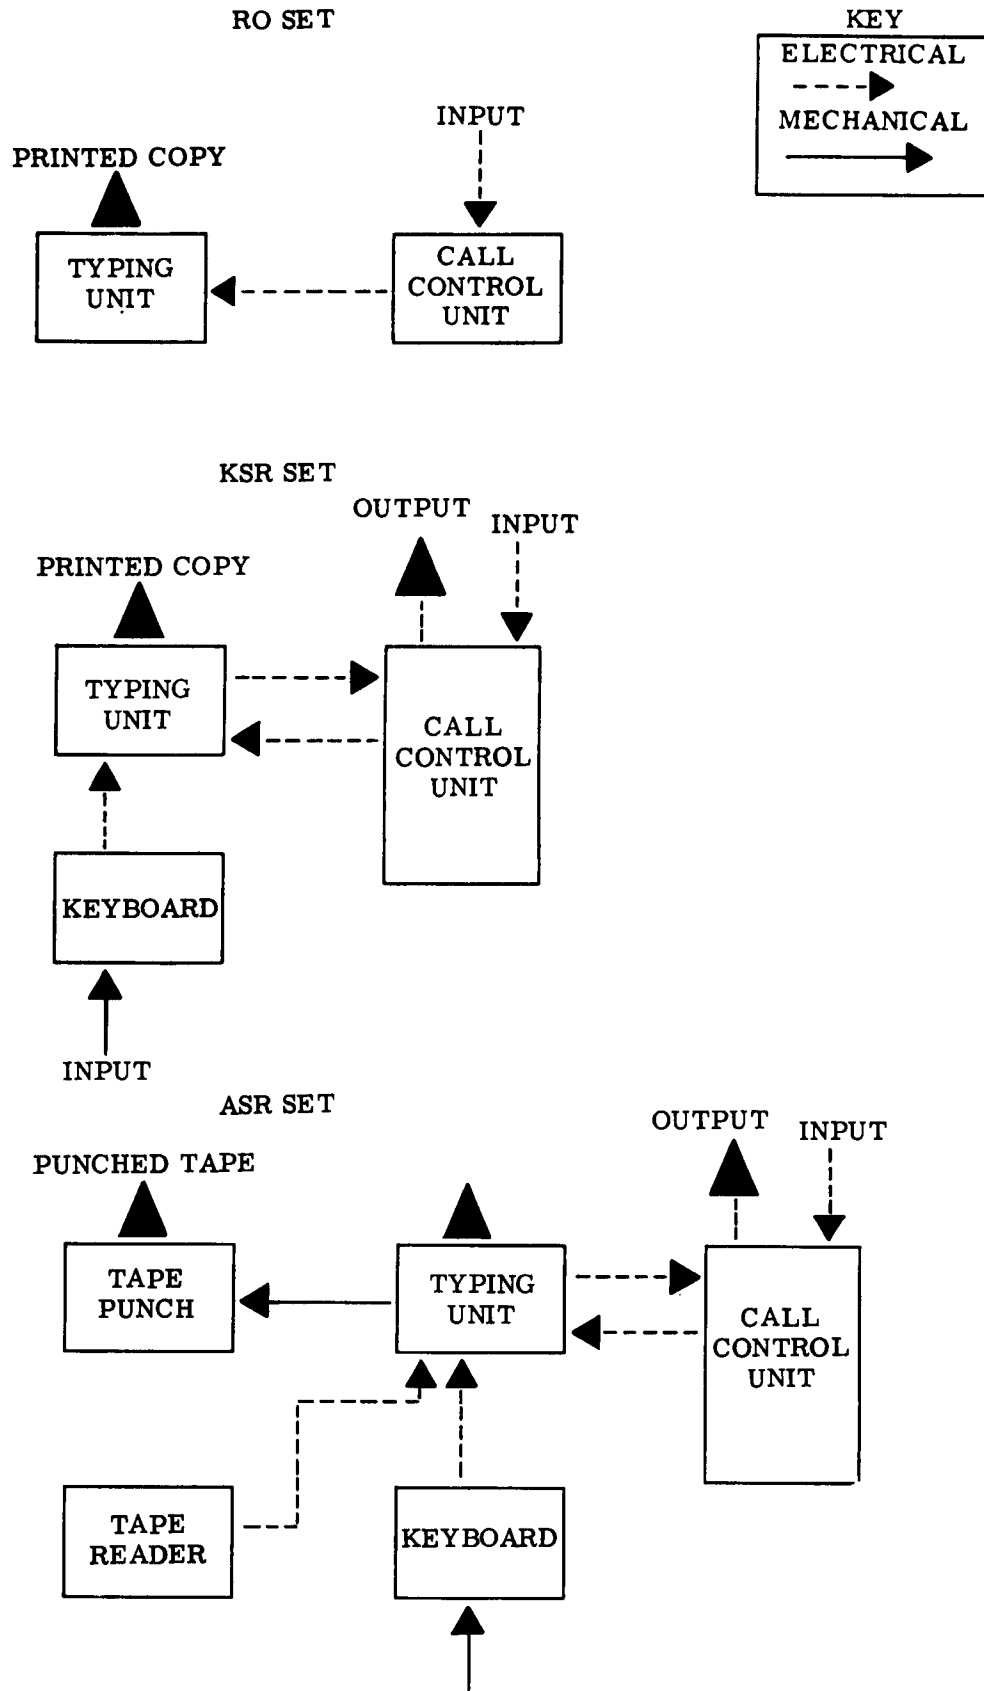 RO SET
KEY
ELECTRICAL
MECHANICAL
INPUT
PRINTED COPY
TYPING
UNIT
CALL
CONTROL
UNIT
KSR SET
OUTPUT
INPUT
PRINTED COPY
TYPING
UNIT
CALL
CONTROL
UNIT
KEYBOARD
INPUT
ASR SET
OUTPUT
INPUT
PUNCHED TAPE
TAPE
PUNCH
TYPING
UNIT
CALL
CONTROL
UNIT
TAPE
READER
KEYBOARD